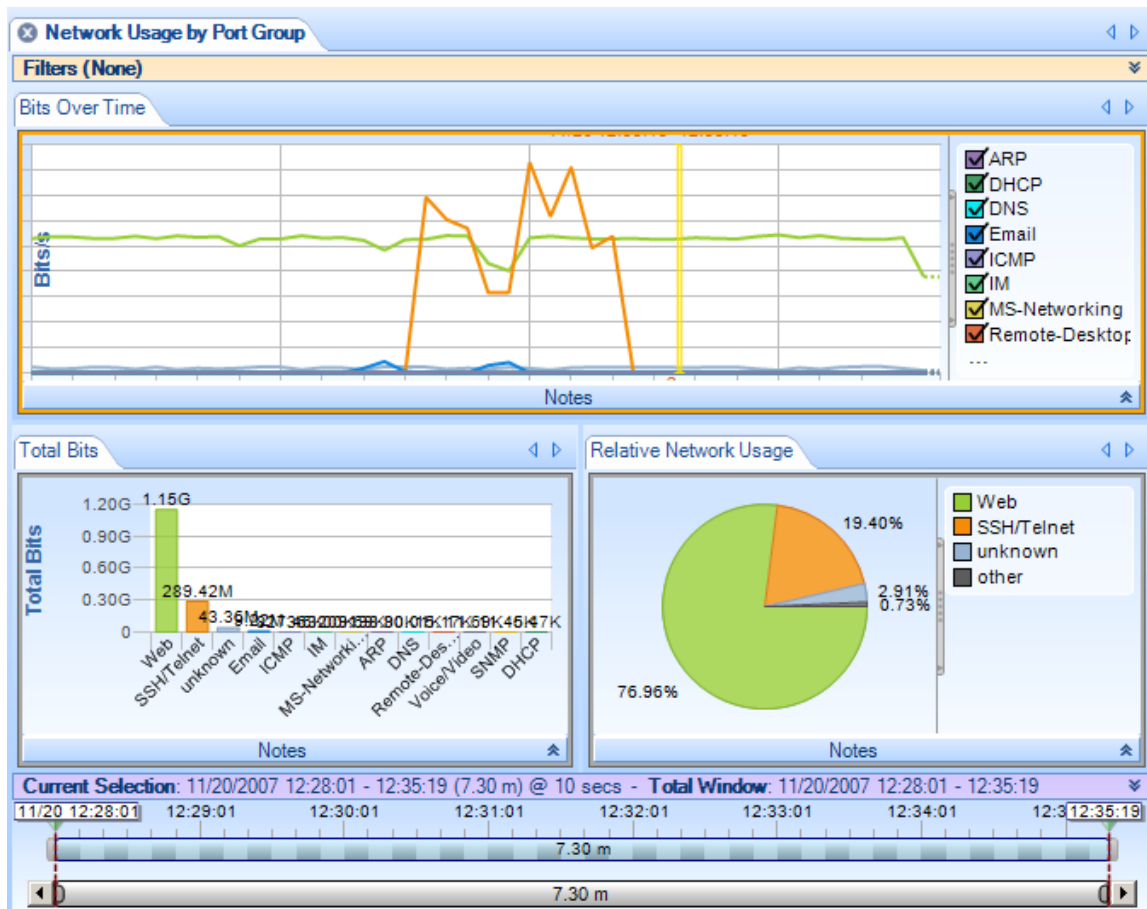 Network Usage by Port Group
Filters (None)
Bits Over Time
Bits/s
ARP
DHCP
DNS
Email
ICMP
IM
MS-Networking
Remote-Desktop
...
Notes
Total Bits
Total Bits
1.20G
0.90G
0.60G
0.30G
0
1.15G
289.42M
43.36M
Web
SSH/Telnet
unknown
Email
ICMP
IM
MS-Networki...
ARP
DNS
Remote-Des...
Voice/Video
SNMP
DHCP
Notes
Relative Network Usage
19.40%
2.91%
0.73%
76.96%
Web
SSH/Telnet
unknown
other
Notes
Current Selection: 11/20/2007 12:28:01 - 12:35:19 (7.30 m) @ 10 secs - Total Window: 11/20/2007 12:28:01 - 12:35:19
11/20 12:28:01 12:29:01 12:30:01 12:31:01 12:32:01 12:33:01 12:34:01 12:35:19
7.30 m
7.30 m